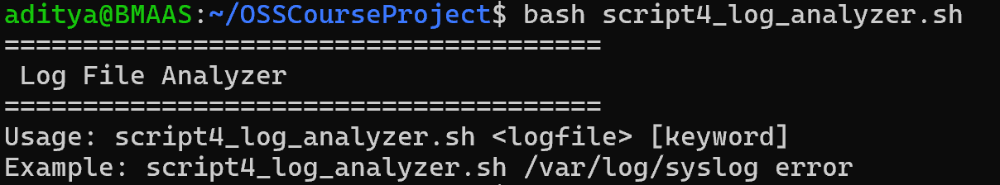 aditya@BMAAS:~/OSSCourseProject$ bash script4_log_analyzer.sh
======================================
Log File Analyzer
======================================
Usage: script4_log_analyzer.sh <logfile> [keyword]
Example: script4_log_analyzer.sh /var/log/syslog error